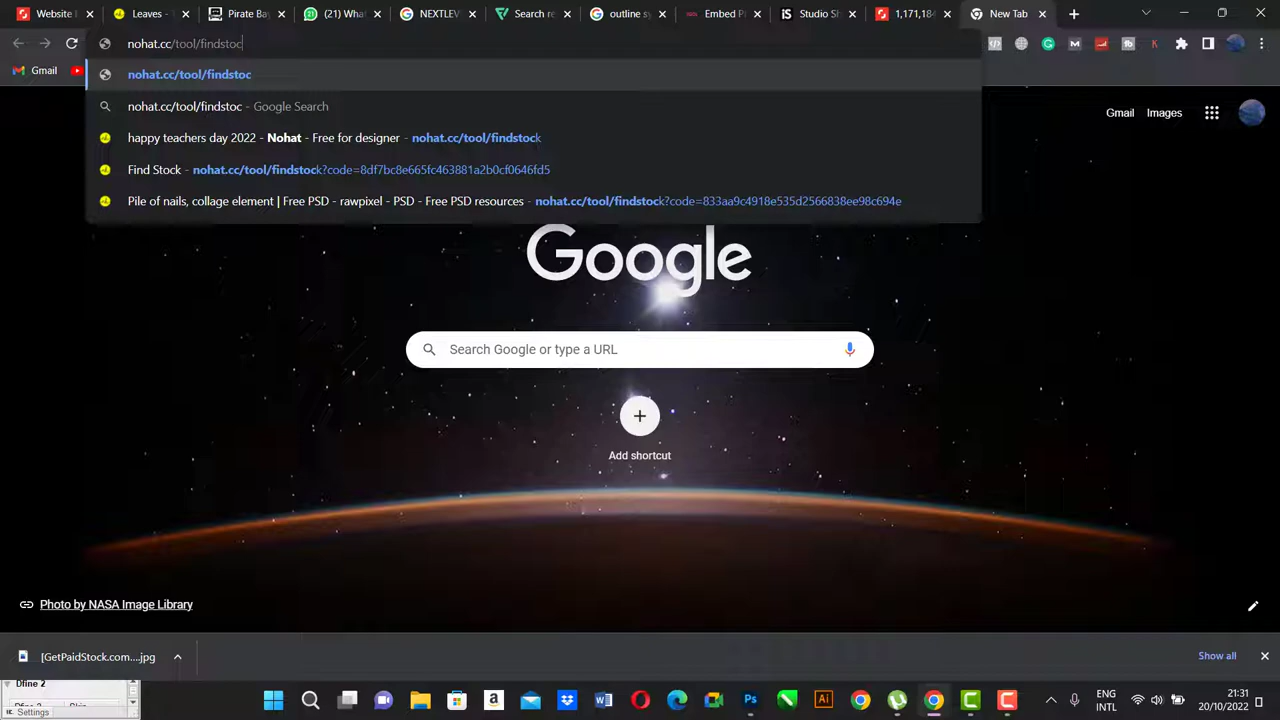 Website I
Leaves - 
Pirate Ba
(21) Wha
NEXTLEV
Search re
outline sy
Embed P
Studio Sh
1,171,184
New Tab
nohat.cc/tool/findstoc
Gmail
nohat.cc/tool/findstoc
nohat.cc/tool/findstoc - Google Search
happy teachers day 2022 - Nohat - Free for designer - nohat.cc/tool/findstock
Find Stock - nohat.cc/tool/findstock?code=8df7bc8e665fc463881a2b0cf0646fd5
Pile of nails, collage element | Free PSD - rawpixel - PSD - Free PSD resources - nohat.cc/tool/findstock?code=833aa9c4918e535d2566838ee98c694e
Gmail Images
Google
Search Google or type a URL
Add shortcut
Photo by NASA Image Library
[GetPaidStock.com....jpg
Show all
Dfine 2
Settings
ENG
INTL
21:31
20/10/2022